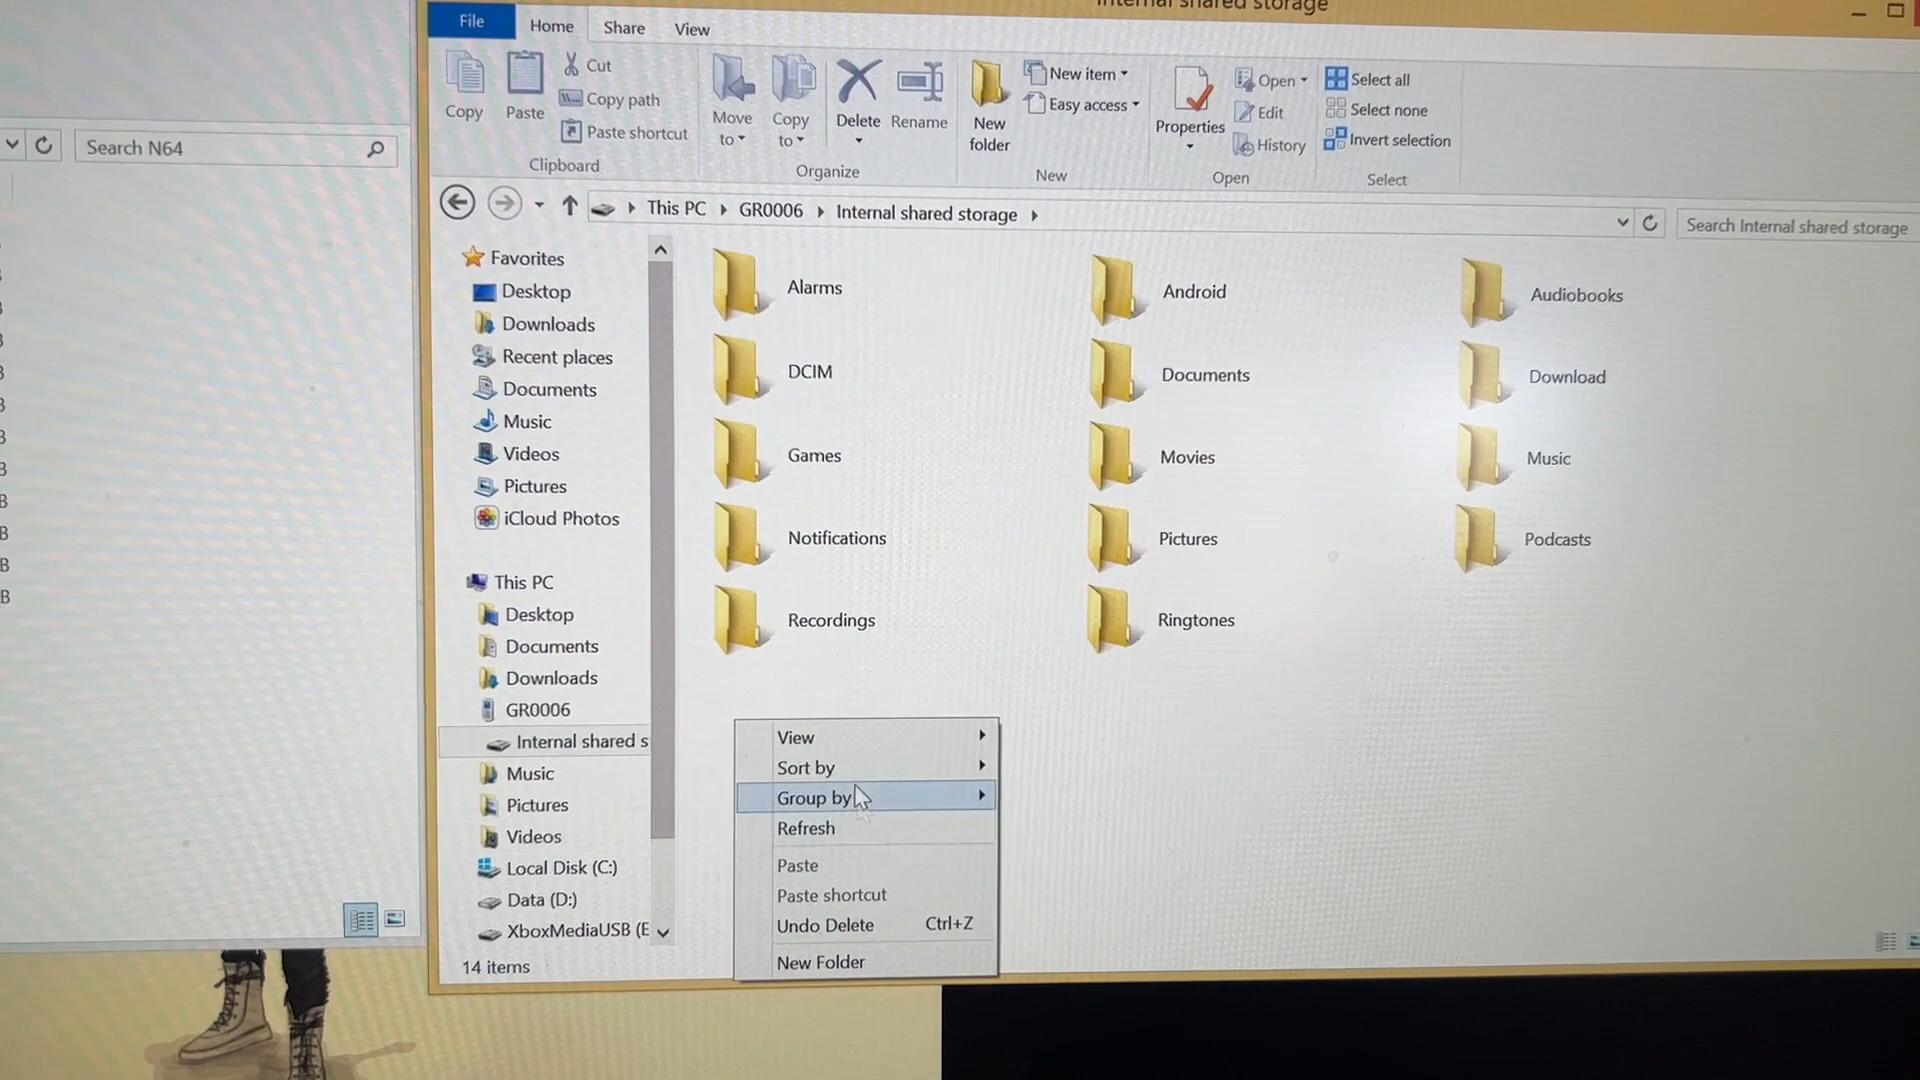 Internal shared storage
File Home Share View
Copy
Paste
Cut
Copy path
Paste shortcut
Clipboard
Move to
Copy to
Delete
Rename
Organize
New folder
New item
Easy access
New
Properties
Open
Edit
History
Open
Select all
Select none
Invert selection
Select
Search N64
This PC GR0006 Internal shared storage
Search Internal shared storage
Favorites
Desktop
Downloads
Recent places
Documents
Music
Videos
Pictures
iCloud Photos
This PC
Desktop
Documents
Downloads
GR0006
Internal shared s
Music
Pictures
Videos
Local Disk (C:)
Data (D:)
XboxMediaUSB (E
14 items
Alarms Android Audiobooks
DCIM Documents Download
Games Movies Music
Notifications Pictures Podcasts
Recordings Ringtones
View
Sort by
Group by
Refresh
Paste
Paste shortcut
Undo Delete Ctrl+Z
New Folder
B
B
B
B
B
B
B
B